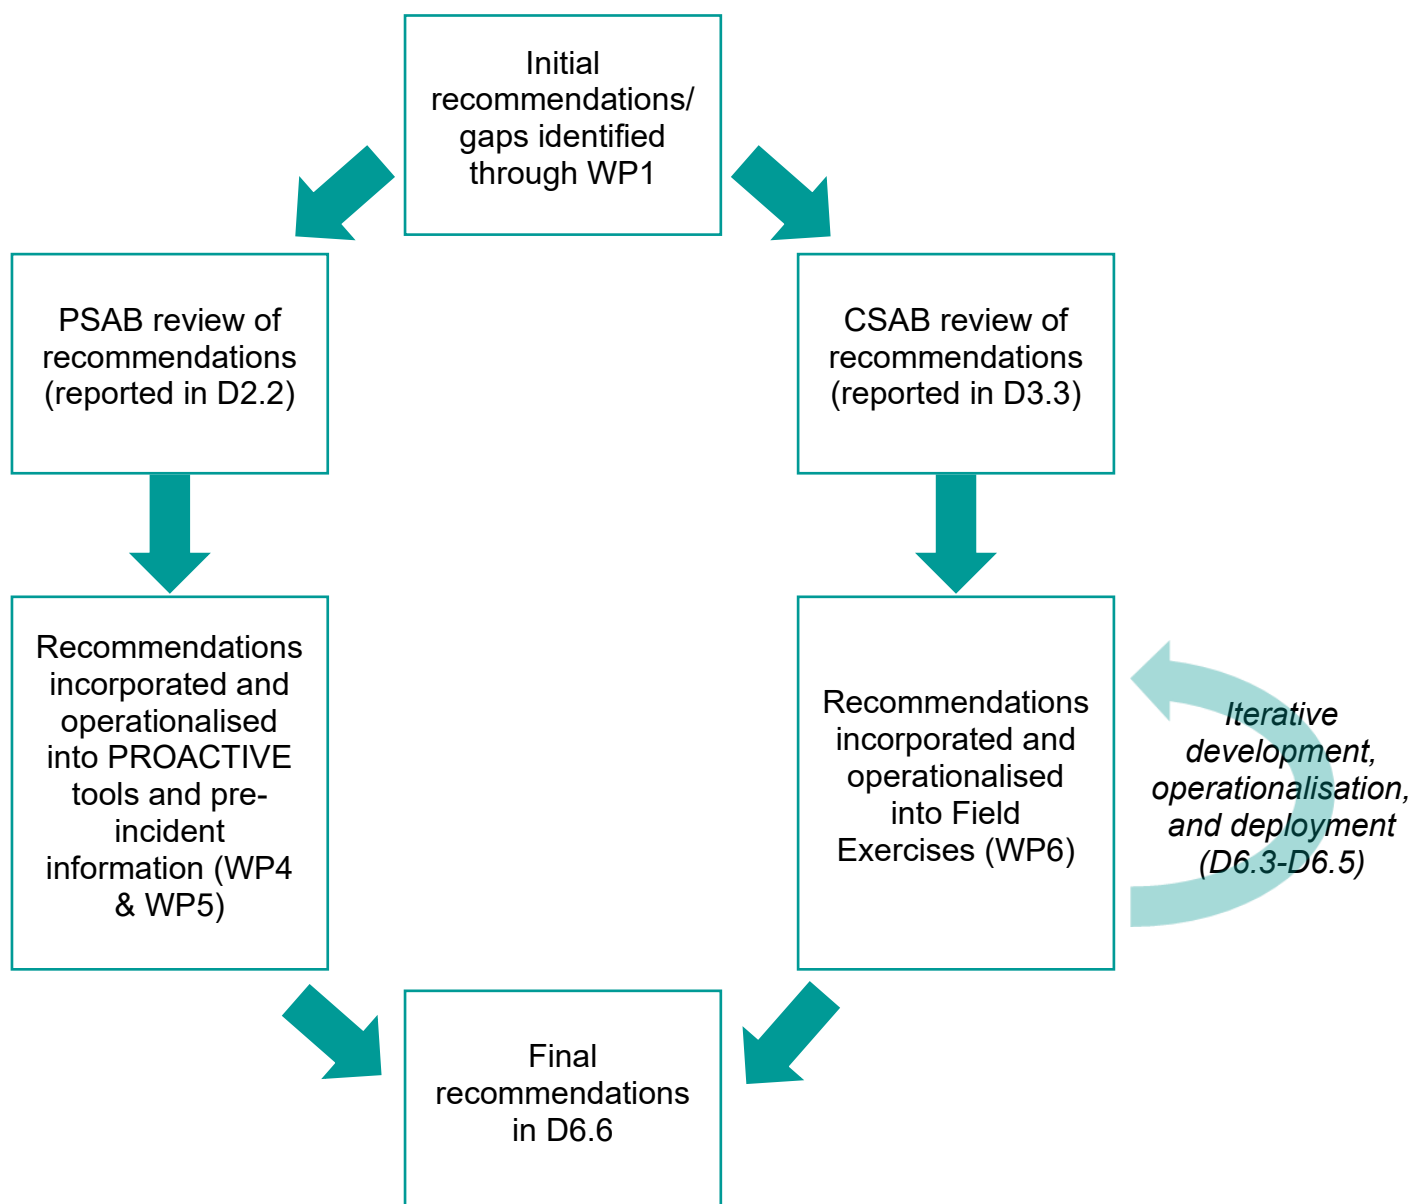 Initial
recommendations/
gaps identified
through WP1
PSAB review of
recommendations
(reported in D2.2)
CSAB review of
recommendations
(reported in D3.3)
Recommendations
incorporated and
operationalised
into PROACTIVE
tools and pre-
incident
information (WP4
& WP5)
Recommendations
incorporated and
operationalised
into Field
Exercises (WP6)
Iterative
development,
operationalisation,
and deployment
(D6.3-D6.5)
Final
recommendations
in D6.6